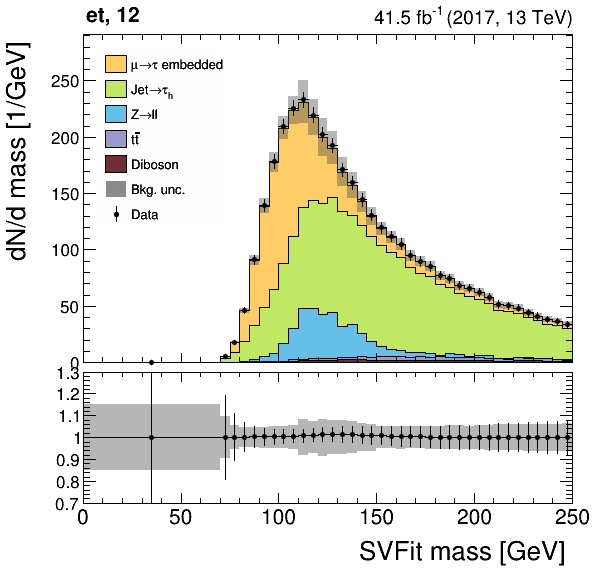 et, 12
41.5 fb⁻¹ (2017, 13 TeV)
dN/d mass [1/GeV]
250
200
150
100
50
0
μ→τ embedded
Jet→τₕ
Z→ll
tt̄
Diboson
Bkg. unc.
Data
1.3
1.2
1.1
1
0.9
0.8
0.7
0 50 100 150 200 250
SVFit mass [GeV]